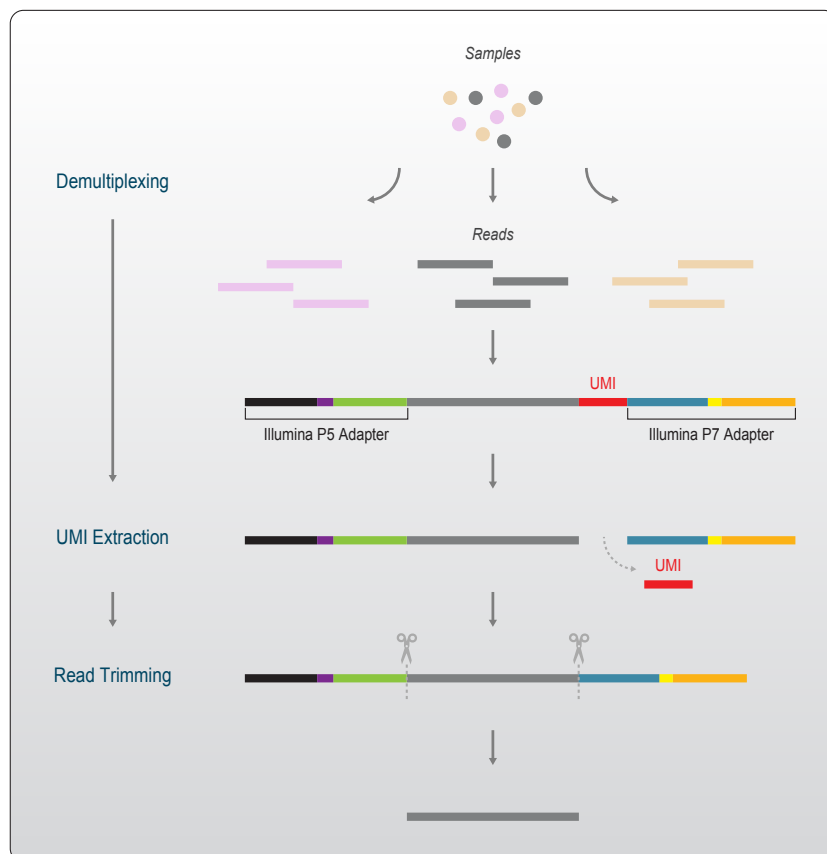 Samples
Demultiplexing
Reads
UMI
Illumina P5 Adapter
Illumina P7 Adapter
UMI Extraction
UMI
Read Trimming